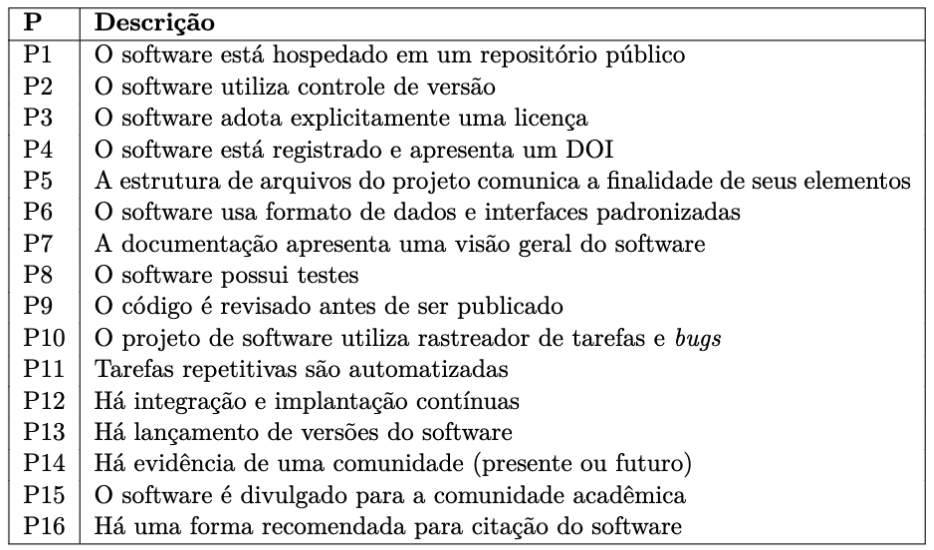 P Descrição
P1 O software está hospedado em um repositório público
P2 O software utiliza controle de versão
P3 O software adota explicitamente uma licença
P4 O software está registrado e apresenta um DOI
P5 A estrutura de arquivos do projeto comunica a finalidade de seus elementos
P6 O software usa formato de dados e interfaces padronizadas
P7 A documentação apresenta uma visão geral do software
P8 O software possui testes
P9 O código é revisado antes de ser publicado
P10 O projeto de software utiliza rastreador de tarefas e bugs
P11 Tarefas repetitivas são automatizadas
P12 Há integração e implantação contínuas
P13 Há lançamento de versões do software
P14 Há evidência de uma comunidade (presente ou futuro)
P15 O software é divulgado para a comunidade acadêmica
P16 Há uma forma recomendada para citação do software